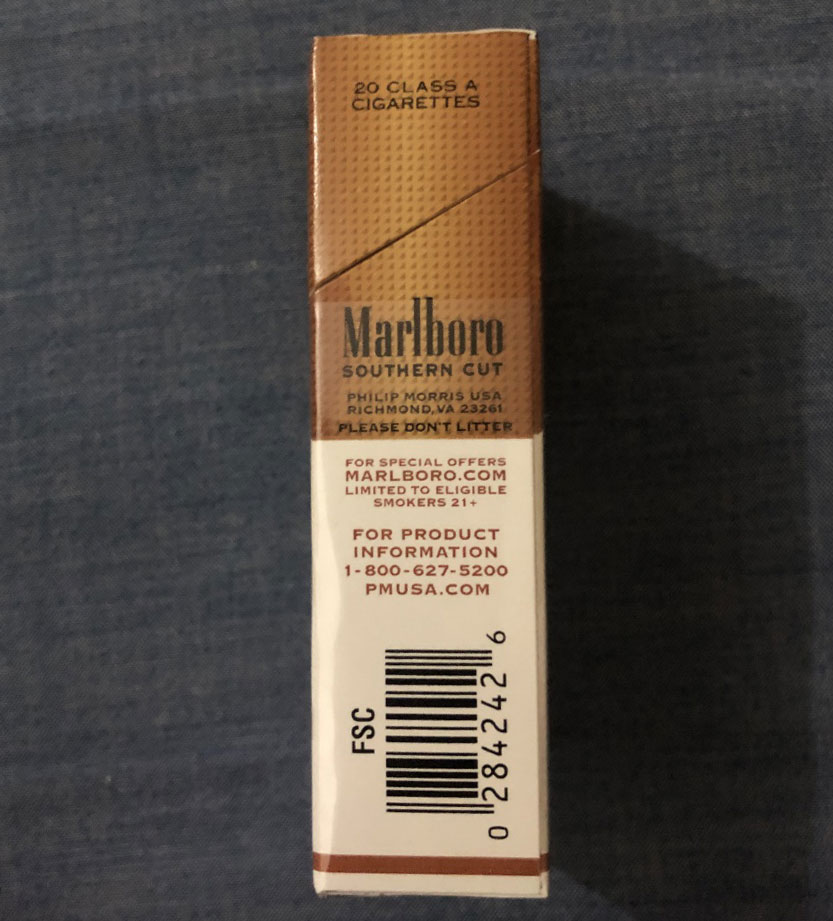 20 CLASS A
CIGARETTES
Marlboro
SOUTHERN CUT
PHILIP MORRIS USA
RICHMOND, VA 23261
PLEASE DON'T LITTER
FOR SPECIAL OFFERS
MARLBORO.COM
LIMITED TO ELIGIBLE
SMOKERS 21+
FOR PRODUCT
INFORMATION
1-800-627-5200
PMUSA.COM
FSC
0 284242 6